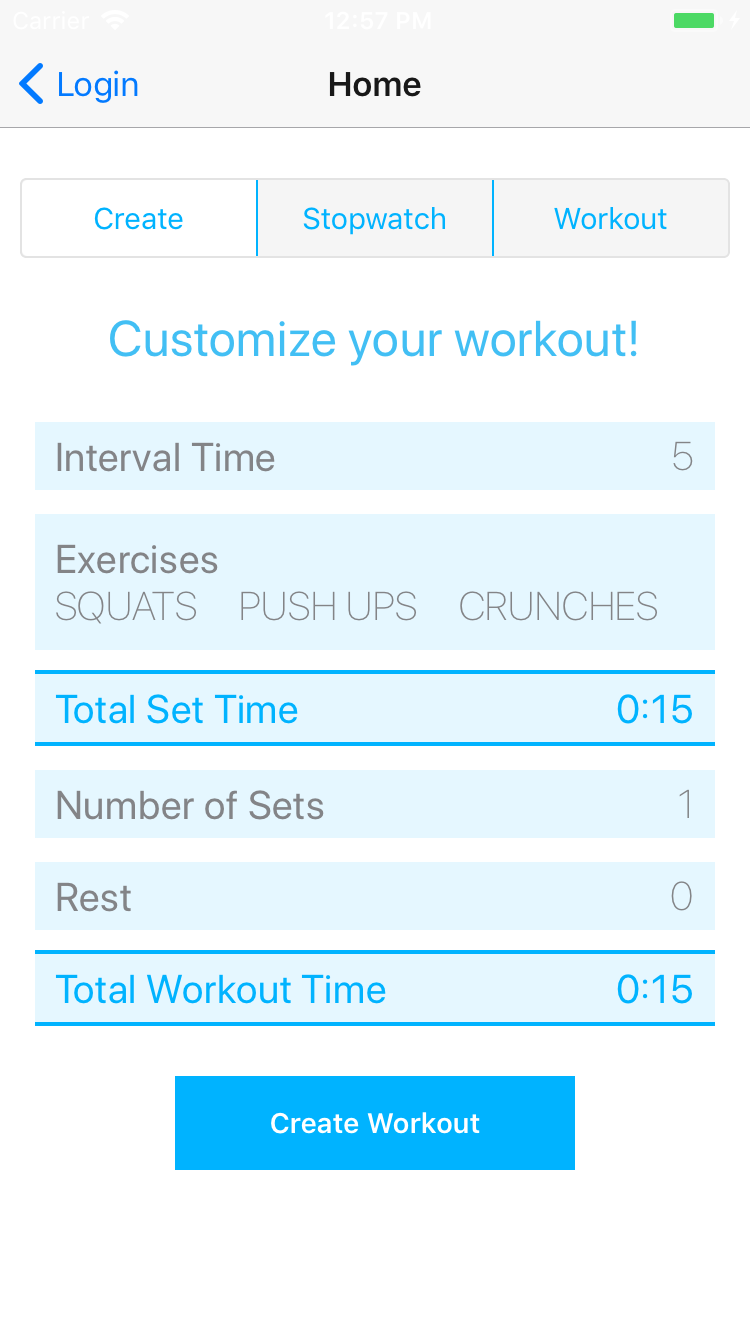 Carrier 12:57 PM
Login Home
Create Stopwatch Workout
Customize your workout!
Interval Time 5
Exercises
SQUATS PUSH UPS CRUNCHES
Total Set Time 0:15
Number of Sets 1
Rest 0
Total Workout Time 0:15
Create Workout